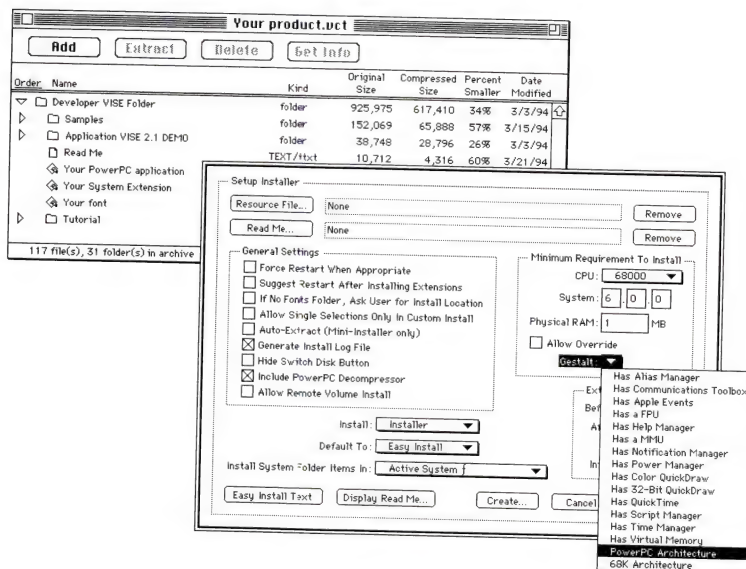 Your product.vct
Add Extract Delete Get Info
Order Name Kind Original Size Compressed Size Percent Smaller Date Modified
Developer VISE Folder folder 925,975 617,410 34% 3/3/94
Samples folder 152,069 65,888 57% 3/15/94
Application VISE 2.1 DEMO folder 38,748 28,796 26% 3/3/94
Read Me TEXT/ttxt 10,712 4,316 60% 3/21/94
Your PowerPC application
Your System Extension
Your font
Tutorial
117 file(s), 31 folder(s) in archive
Setup Installer
Resource File... None Remove
Read Me... None Remove
General Settings
Force Restart When Appropriate
Suggest Restart After Installing Extensions
If No Fonts Folder, Ask User for Install Location
Allow Single Selections Only In Custom Install
Auto-Extract (Mini-Installer only)
Generate Install Log File
Hide Switch Disk Button
Include PowerPC Decompressor
Allow Remote Volume Install
Minimum Requirement To Install
CPU: 68000
System: 6 . 0 . 0
Physical RAM: 1 MB
Allow Override
Gestalt:
Has Alias Manager
Has Communications Toolbox
Has Apple Events
Has a FPU
Has Help Manager
Has a MMU
Has Notification Manager
Has Power Manager
Has Color QuickDraw
Has 32-Bit QuickDraw
Has QuickTime
Has Script Manager
Has Time Manager
Has Virtual Memory
PowerPC Architecture
68K Architecture
Install: Installer
Default To: Easy Install
Install System Folder Items In: Active System ƒ
Easy Install Text Display Read Me... Create... Cancel